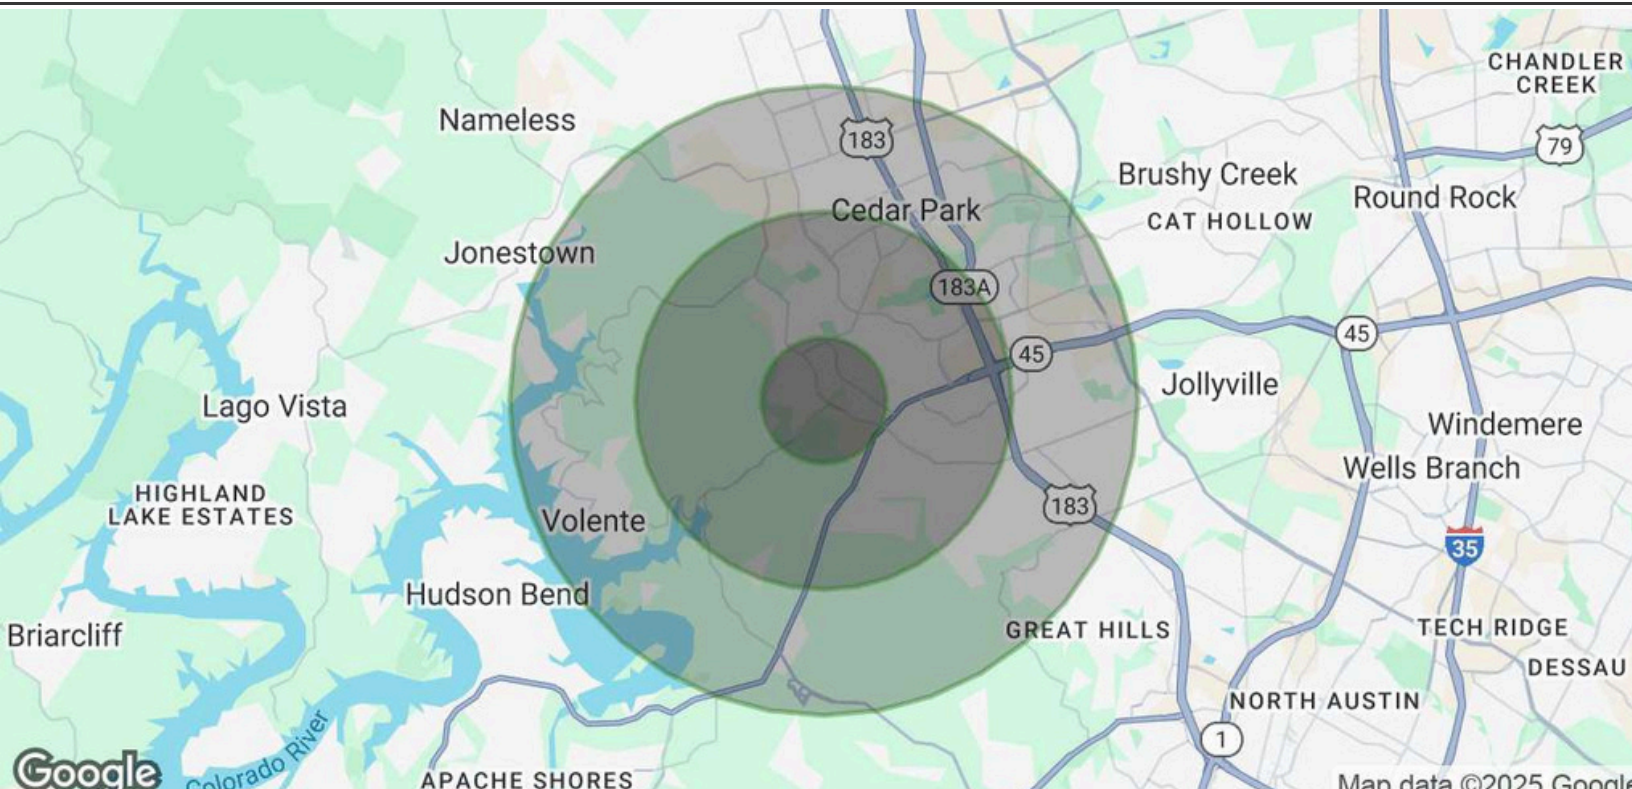 CHANDLER
CREEK
Nameless
183
79
Brushy Creek
Round Rock
Cedar Park
CAT HOLLOW
Jonestown
183A
45
45
Jollyville
Lago Vista
Windemere
Wells Branch
HIGHLAND
LAKE ESTATES
183
Volente
35
Hudson Bend
Briarcliff
GREAT HILLS
TECH RIDGE
DESSAU
NORTH AUSTIN
1
Colorado River
Google
APACHE SHORES
Map data ©2025 Google